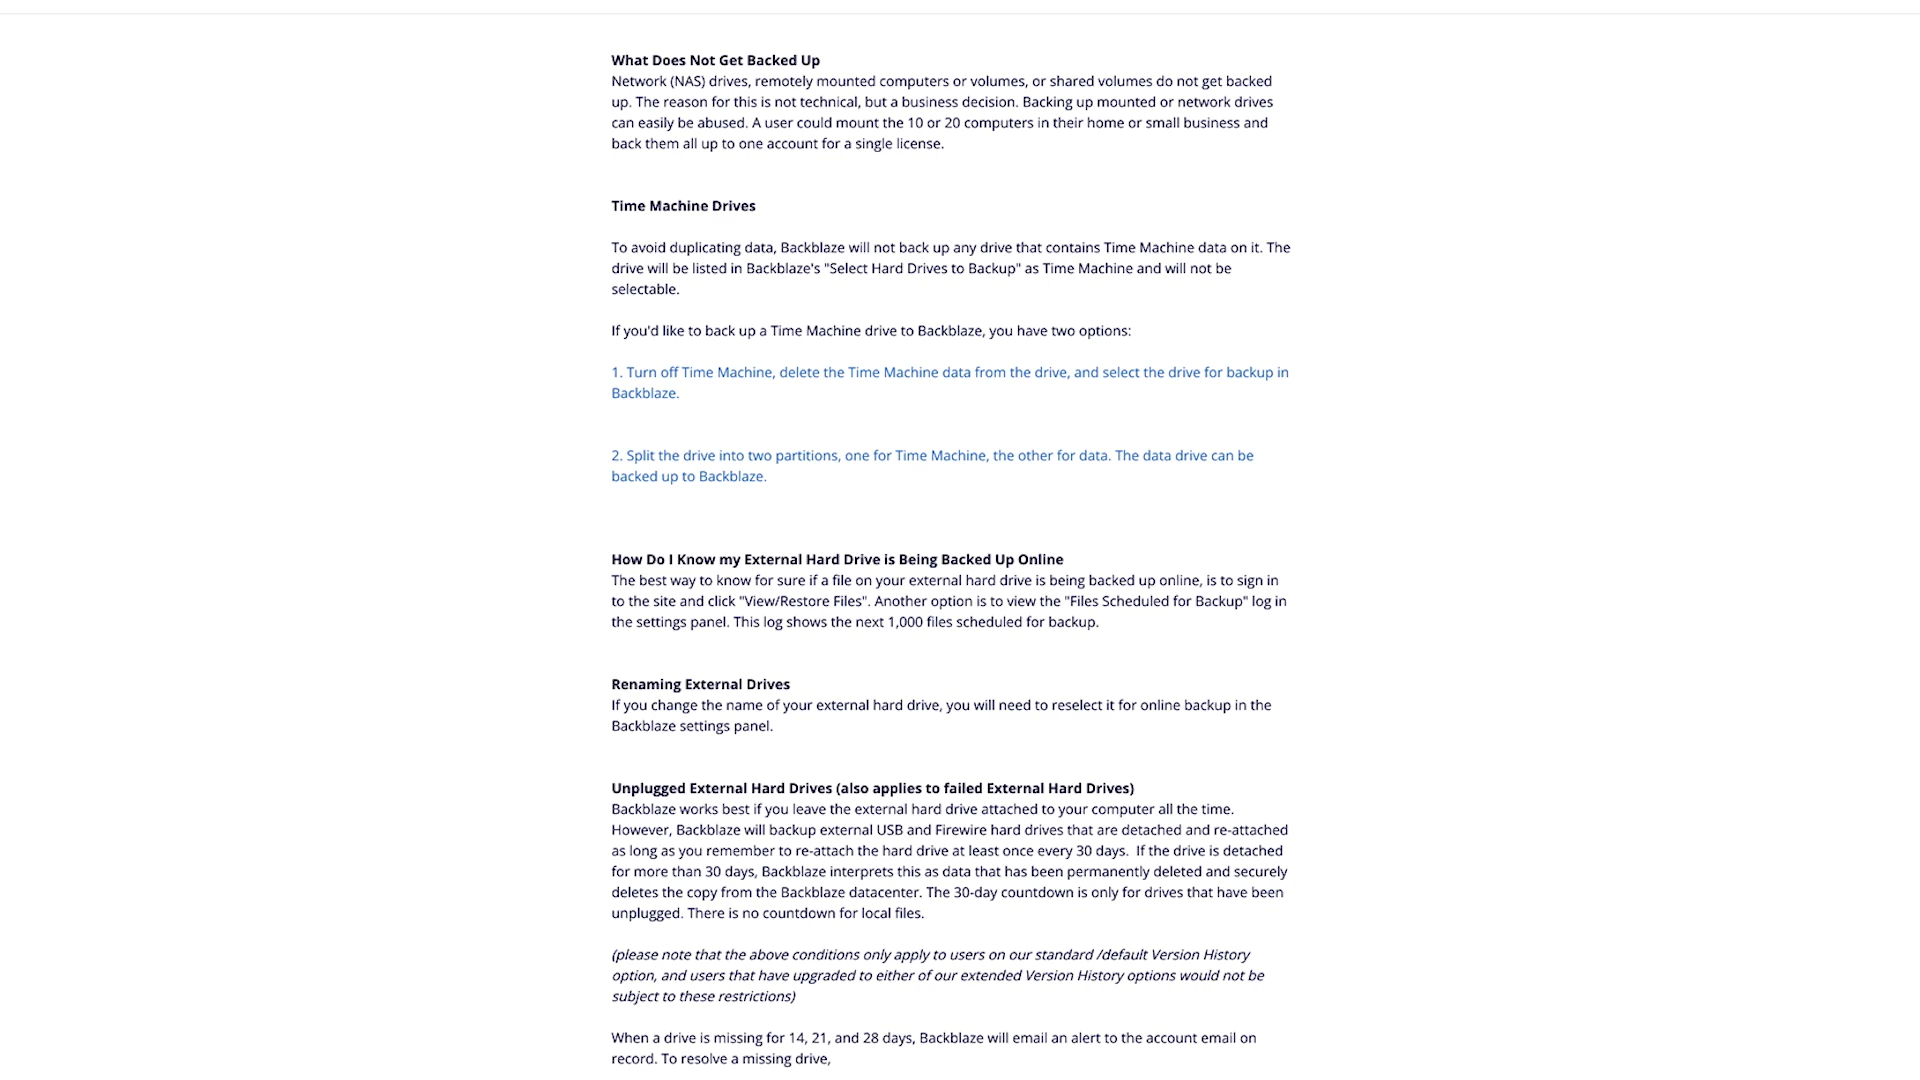 What Does Not Get Backed Up
Network (NAS) drives, remotely mounted computers or volumes, or shared volumes do not get backed
up. The reason for this is not technical, but a business decision. Backing up mounted or network drives
can easily be abused. A user could mount the 10 or 20 computers in their home or small business and
back them all up to one account for a single license.
Time Machine Drives
To avoid duplicating data, Backblaze will not back up any drive that contains Time Machine data on it. The
drive will be listed in Backblaze's "Select Hard Drives to Backup" as Time Machine and will not be
selectable.
If you'd like to back up a Time Machine drive to Backblaze, you have two options:
1. Turn off Time Machine, delete the Time Machine data from the drive, and select the drive for backup in
Backblaze.
2. Split the drive into two partitions, one for Time Machine, the other for data. The data drive can be
backed up to Backblaze.
How Do I Know my External Hard Drive is Being Backed Up Online
The best way to know for sure if a file on your external hard drive is being backed up online, is to sign in
to the site and click "View/Restore Files". Another option is to view the "Files Scheduled for Backup" log in
the settings panel. This log shows the next 1,000 files scheduled for backup.
Renaming External Drives
If you change the name of your external hard drive, you will need to reselect it for online backup in the
Backblaze settings panel.
Unplugged External Hard Drives (also applies to failed External Hard Drives)
Backblaze works best if you leave the external hard drive attached to your computer all the time.
However, Backblaze will backup external USB and Firewire hard drives that are detached and re-attached
as long as you remember to re-attach the hard drive at least once every 30 days.  If the drive is detached
for more than 30 days, Backblaze interprets this as data that has been permanently deleted and securely
deletes the copy from the Backblaze datacenter. The 30-day countdown is only for drives that have been
unplugged. There is no countdown for local files.
(please note that the above conditions only apply to users on our standard /default Version History
option, and users that have upgraded to either of our extended Version History options would not be
subject to these restrictions)
When a drive is missing for 14, 21, and 28 days, Backblaze will email an alert to the account email on
record. To resolve a missing drive,